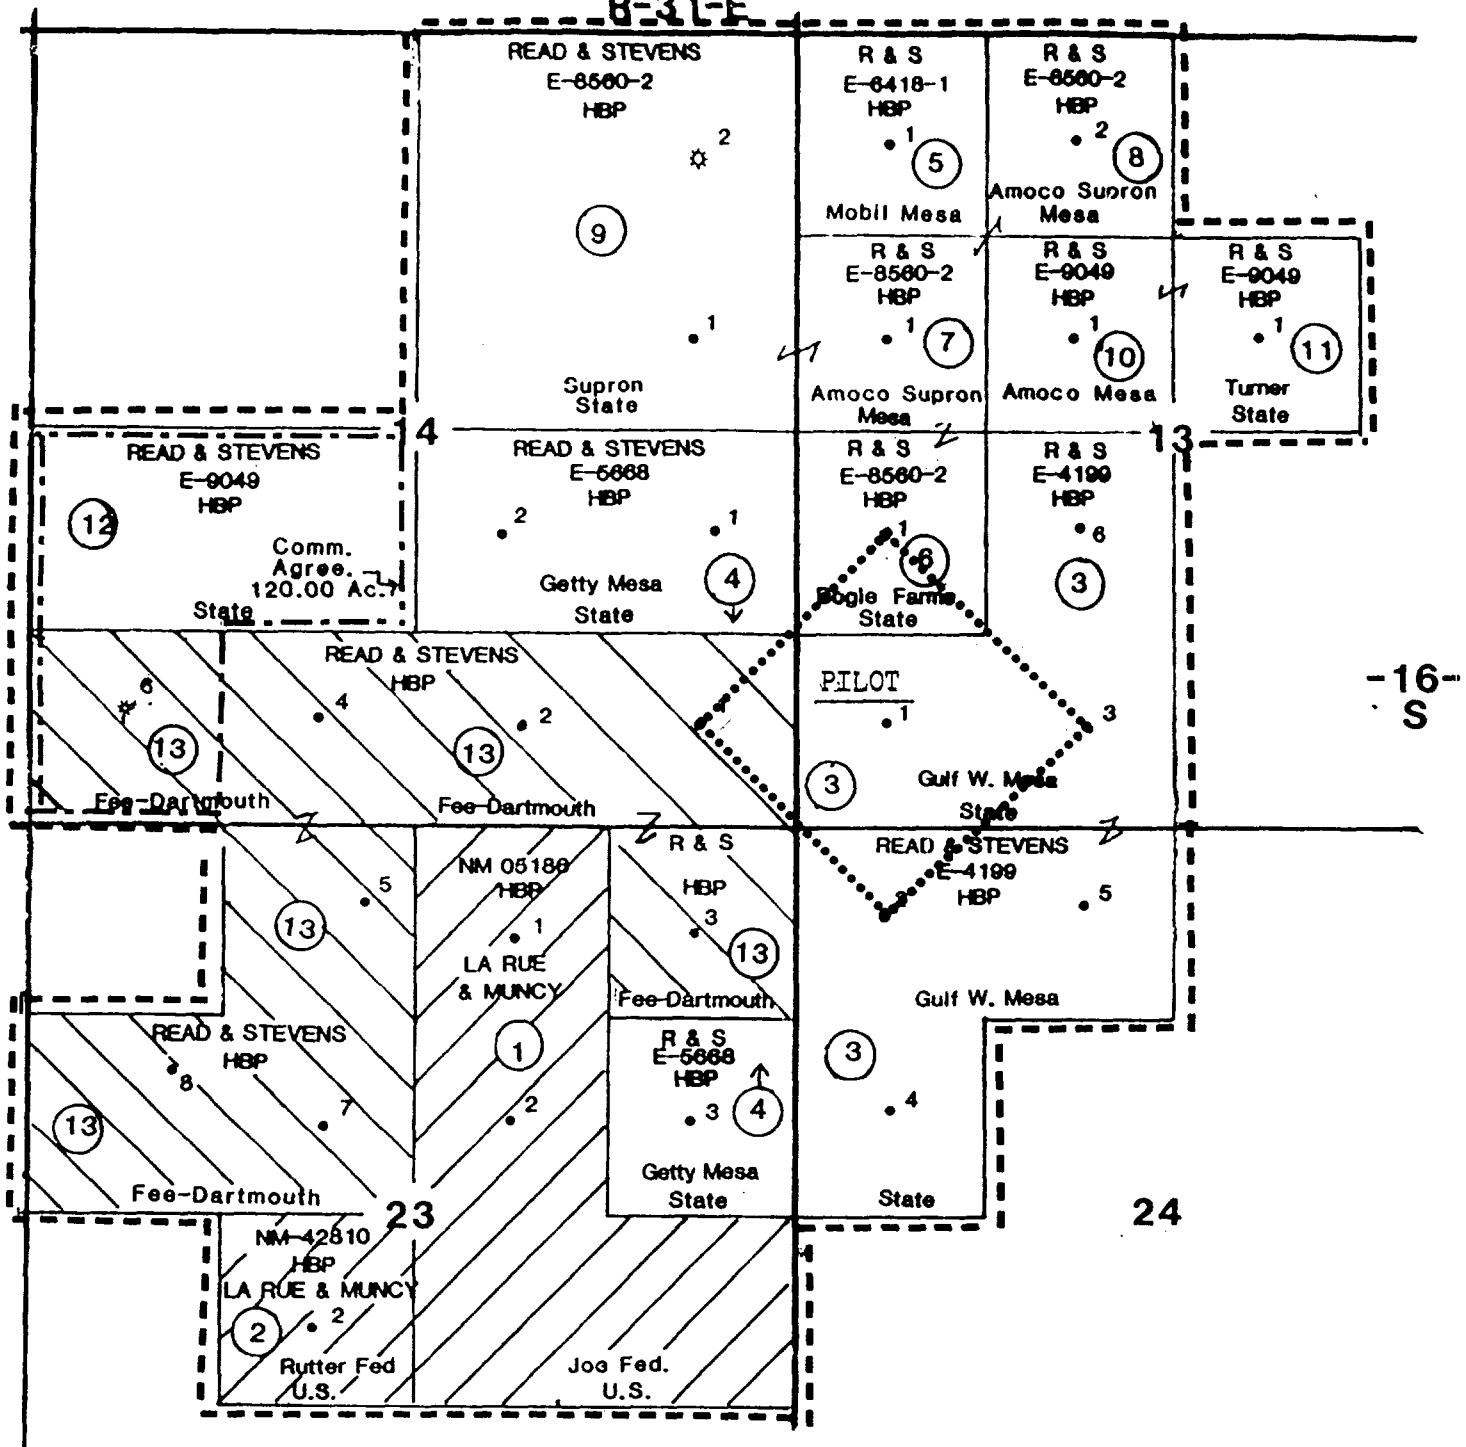 R-31-E
READ & STEVENS
E-8560-2
HBP
2
9
1
Supron
State
R & S
E-6418-1
HBP
1
5
Mobil Mesa
R & S
E-8560-2
HBP
2
8
Amoco Supron
Mesa
R & S
E-8560-2
HBP
1
7
Amoco Supron
Mesa
R & S
E-9049
HBP
1
10
Amoco Mesa
R & S
E-9049
HBP
1
11
Turner
State
14
13
READ & STEVENS
E-9049
HBP
12
Comm.
Agree.
120.00 Ac.
State
READ & STEVENS
E-5668
HBP
2
1
4
Getty Mesa
State
R & S
E-8560-2
HBP
1
6
Bogle Farms
State
R & S
E-4199
HBP
6
3
READ & STEVENS
HBP
6
4
2
1
13
13
Fee-Dartmouth
Fee-Dartmouth
PILOT
1
3
3
Gulf W. Mesa
State
-16-
S
5
13
NM 05186
HBP
1
LA RUE
& MUNCY
1
2
R & S
HBP
3
13
Fee-Dartmouth
READ & STEVENS
E-4199
HBP
2
5
Gulf W. Mesa
3
4
State
READ & STEVENS
HBP
8
7
13
Fee-Dartmouth
R & S
E-5668
HBP
3
4
Getty Mesa
State
23
24
NM-42810
HBP
LA RUE & MUNCY
2
2
Rutter Fed
U.S.
Joe Fed.
U.S.